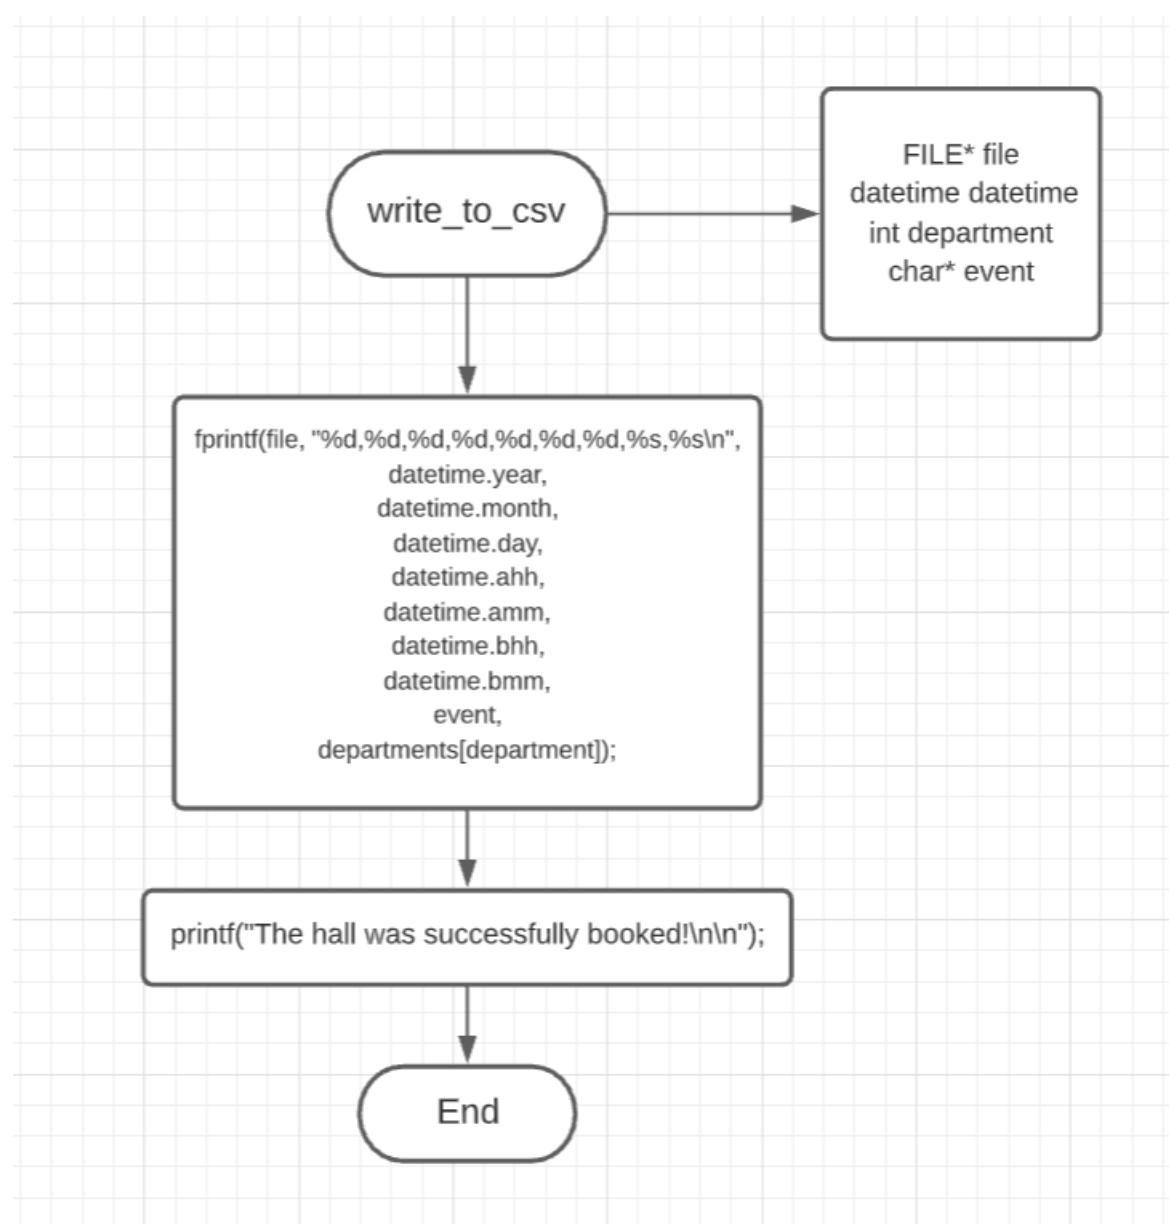 write_to_csv
FILE* file
datetime datetime
int department
char* event
fprintf(file, "%d,%d,%d,%d,%d,%d,%d,%s,%s\n",
datetime.year,
datetime.month,
datetime.day,
datetime.ahh,
datetime.amm,
datetime.bhh,
datetime.bmm,
event,
departments[department]);
printf("The hall was successfully booked!\n\n");
End